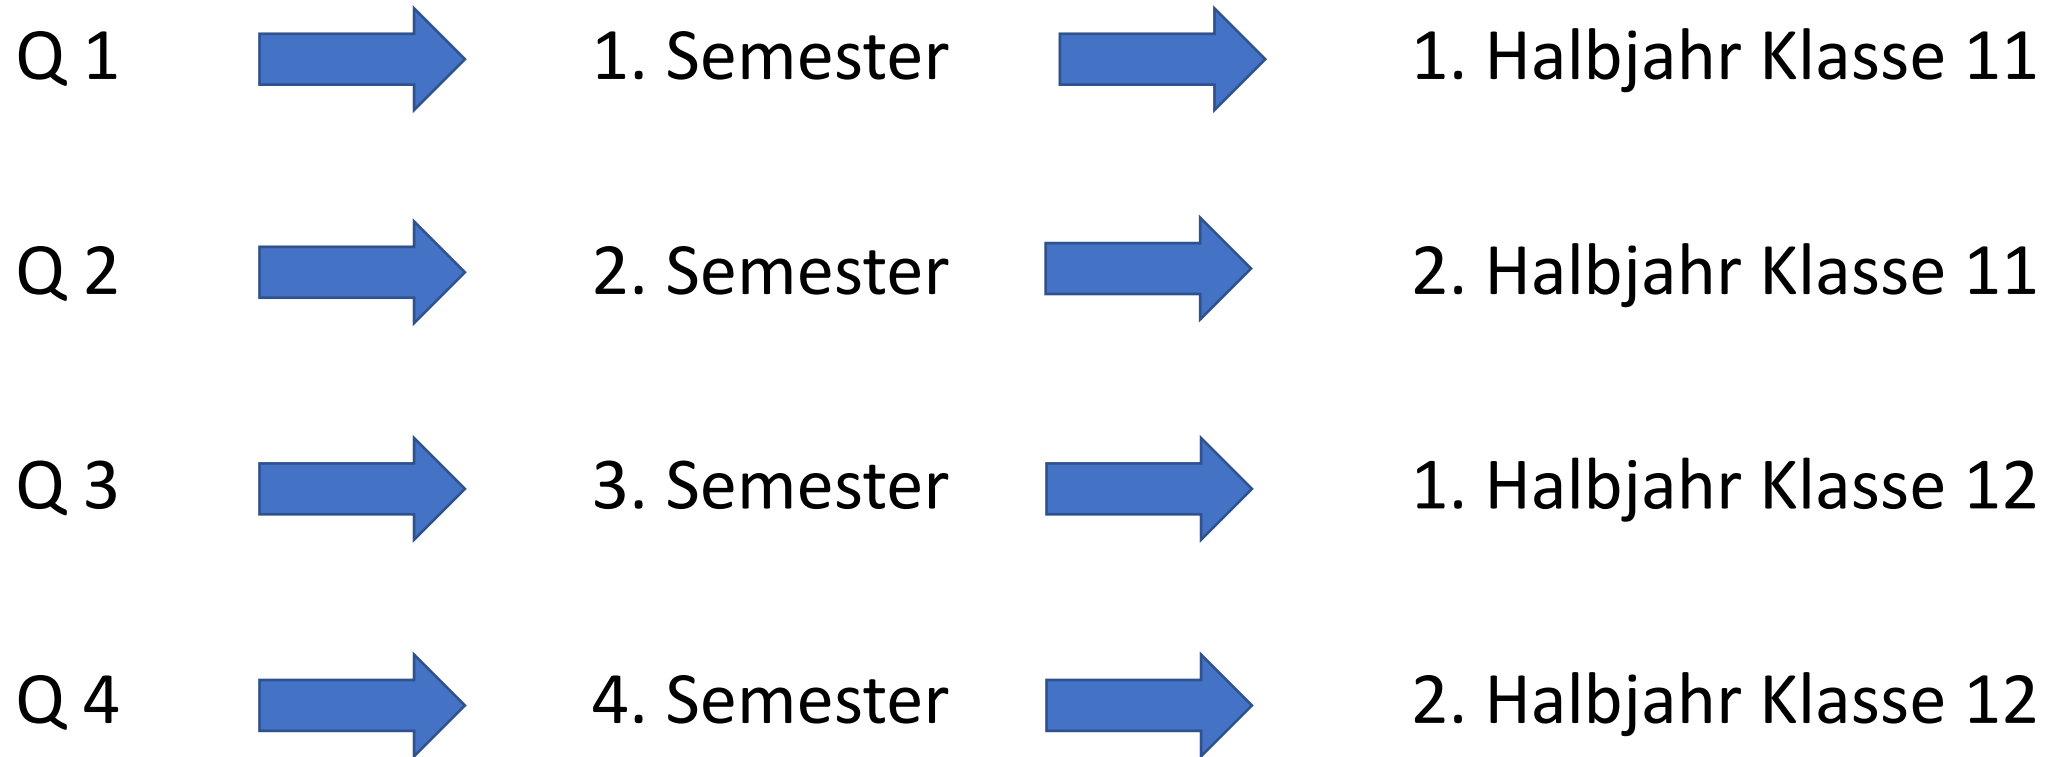 Q 1 1. Semester 1. Halbjahr Klasse 11
Q 2 2. Semester 2. Halbjahr Klasse 11
Q 3 3. Semester 1. Halbjahr Klasse 12
Q 4 4. Semester 2. Halbjahr Klasse 12